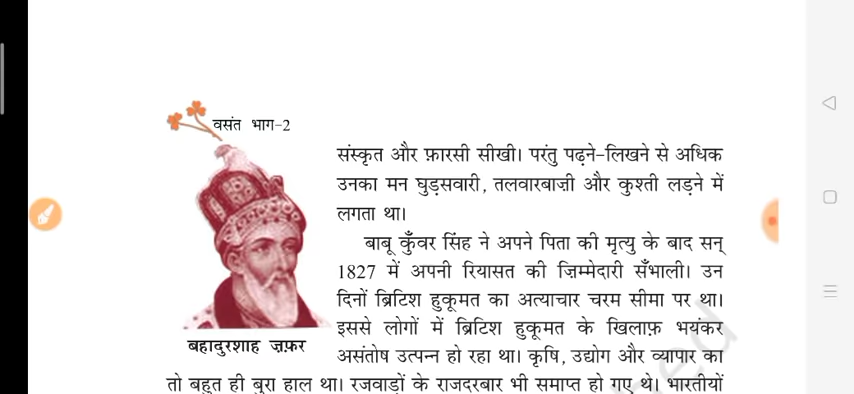 वसंत भाग-2
संस्कृत और फ़ारसी सीखी। परंतु पढ़ने-लिखने से अधिक
उनका मन घुड़सवारी, तलवारबाज़ी और कुश्ती लड़ने में
लगता था।
बाबू कुँवर सिंह ने अपने पिता की मृत्यु के बाद सन्
1827 में अपनी रियासत की ज़िम्मेदारी सँभाली। उन
दिनों ब्रिटिश हुकूमत का अत्याचार चरम सीमा पर था।
इससे लोगों में ब्रिटिश हुकूमत के खिलाफ़ भयंकर
असंतोष उत्पन्न हो रहा था। कृषि, उद्योग और व्यापार का
तो बहुत ही बुरा हाल था। रजवाड़ों के राजदरबार भी समाप्त हो गए थे। भारतीयों
बहादुरशाह ज़फ़र